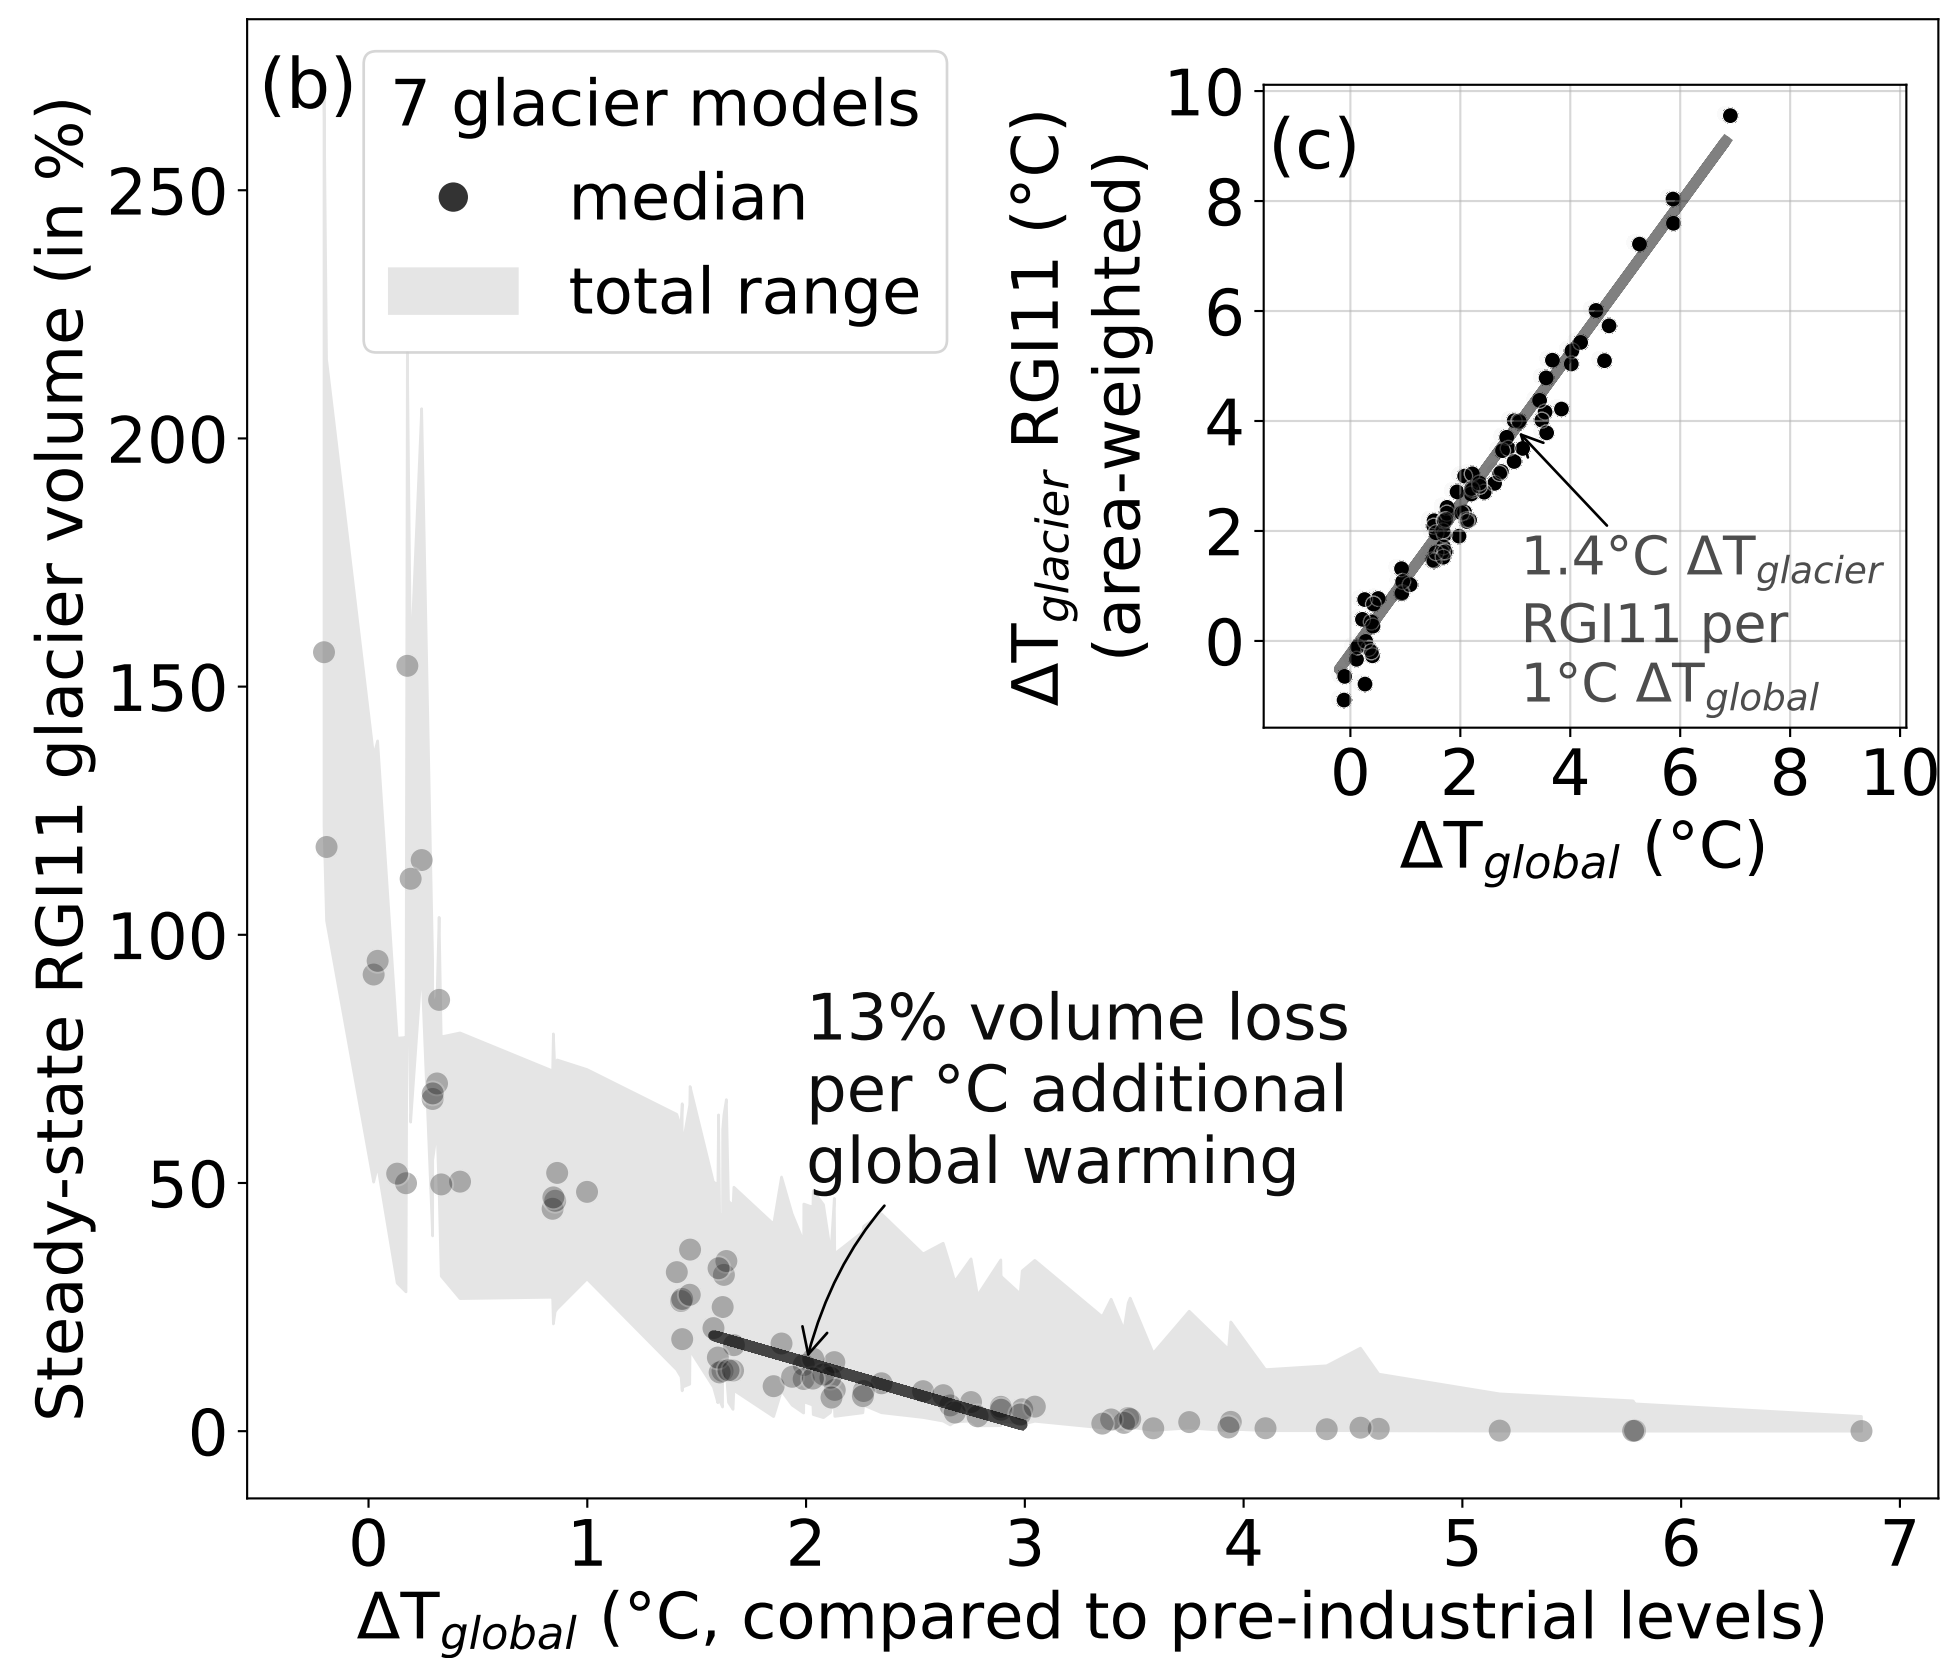 (b)
7 glacier models
median
total range
Steady-state RGI11 glacier volume (in %)
250
200
150
100
50
0
13% volume loss
per °C additional
global warming
0 1 2 3 4 5 6 7
ΔTglobal (°C, compared to pre-industrial levels)
(c)
ΔTglacier RGI11 (°C)
(area-weighted)
10
8
6
4
2
0
1.4°C ΔTglacier
RGI11 per
1°C ΔTglobal
0 2 4 6 8 10
ΔTglobal (°C)